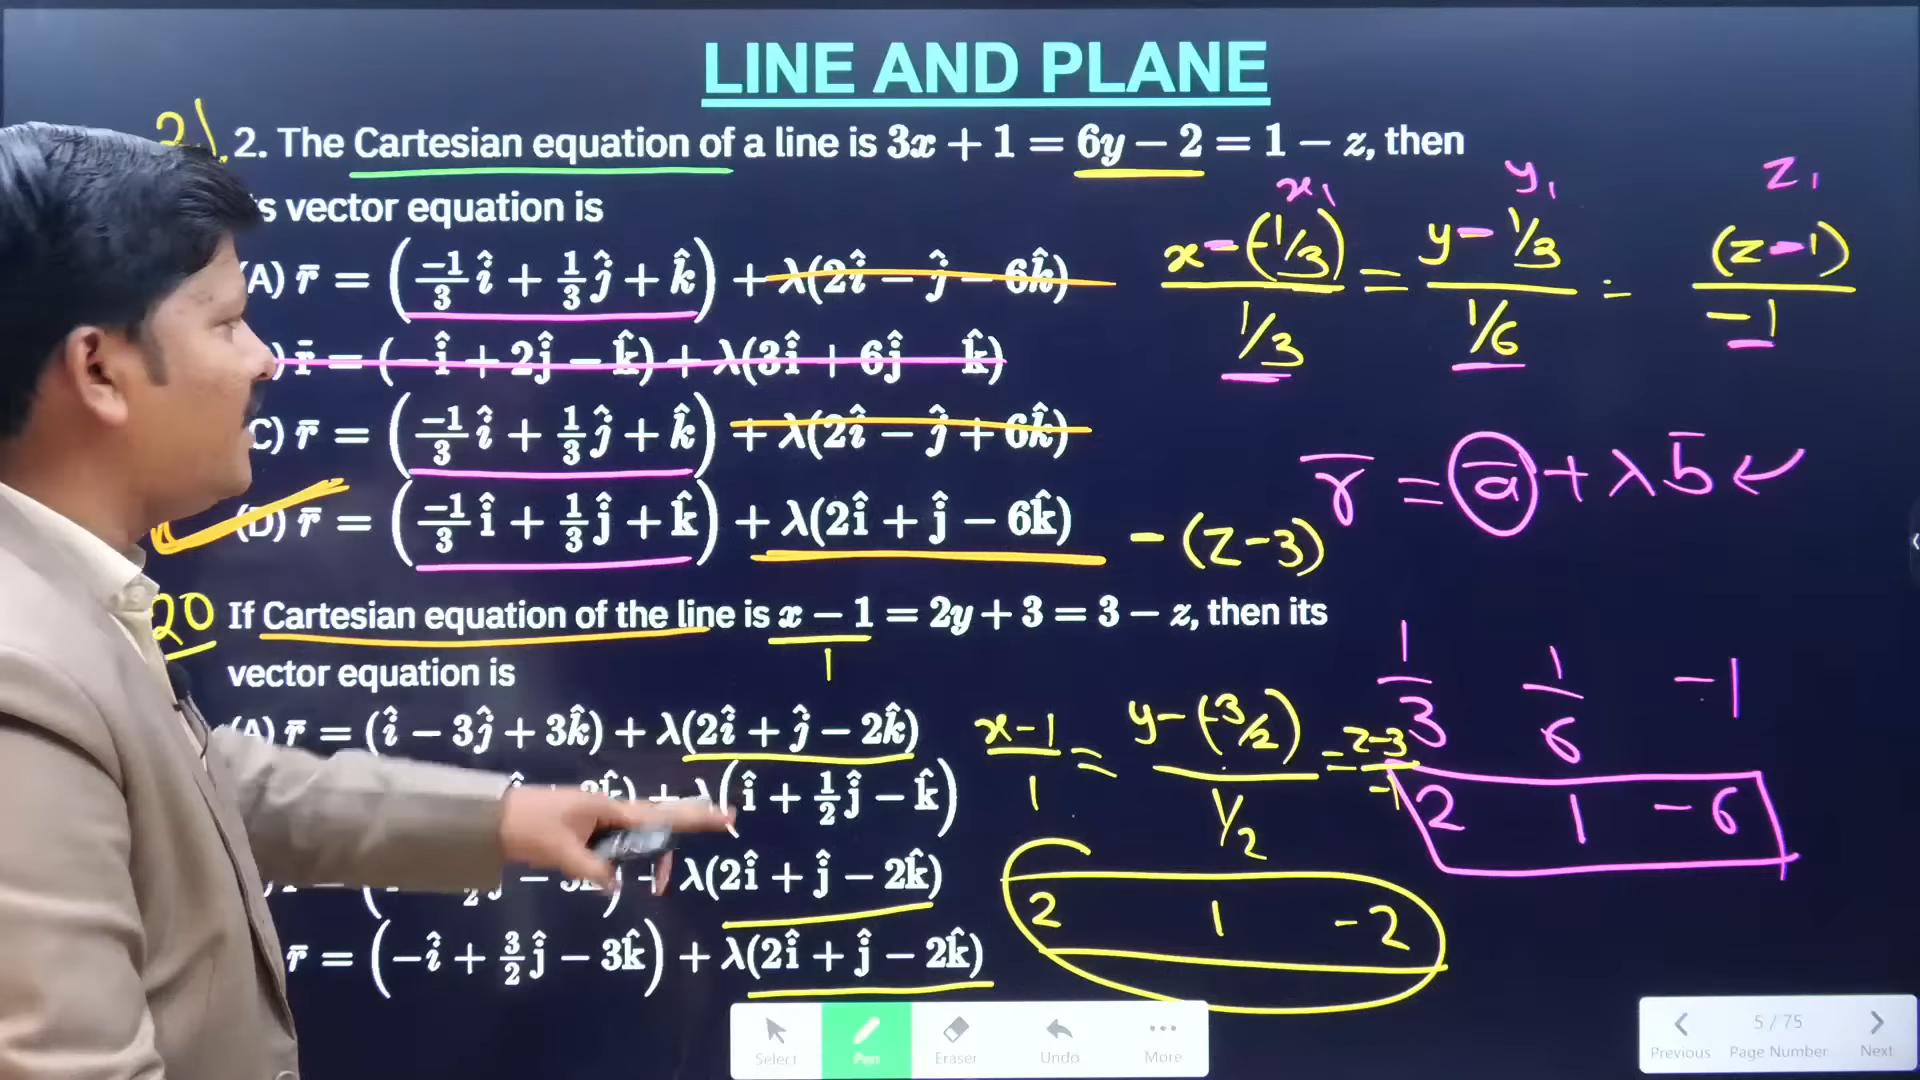 LINE AND PLANE
21. 2. The Cartesian equation of a line is 3x + 1 = 6y − 2 = 1 − z, then
s vector equation is
(A) r̄ = (−1/3 î + 1/3 ĵ + k̂) + λ(2î − ĵ − 6k̂)
) r̄ = (−î + 2ĵ − k̂) + λ(3î + 6ĵ k̂)
C) r̄ = (−1/3 î + 1/3 ĵ + k̂) + λ(2î − ĵ + 6k̂)
(D) r̄ = (−1/3 î + 1/3 ĵ + k̂) + λ(2î + ĵ − 6k̂)
x₁ y₁ z₁
x−(−1/3) / 1/3 = y−1/3 / 1/6 = (z−1) / −1
r̄ = ā + λb̄ ↙
−(z−3)
20 If Cartesian equation of the line is x − 1 = 2y + 3 = 3 − z, then its
1
vector equation is
(A) r̄ = (î − 3ĵ + 3k̂) + λ(2î + ĵ − 2k̂)
k̂) + λ(î + 1/2 ĵ − k̂)
+ λ(2î + ĵ − 2k̂)
r̄ = (−î + 3/2 ĵ − 3k̂) + λ(2î + ĵ − 2k̂)
x−1 / 1 = y−(−3/2) / 1/2 = z−3 / −1
2 1 −2
1/3 1/6 −1
2 1 −6
Select Pen Eraser Undo More
5 / 75
Previous Page Number Next